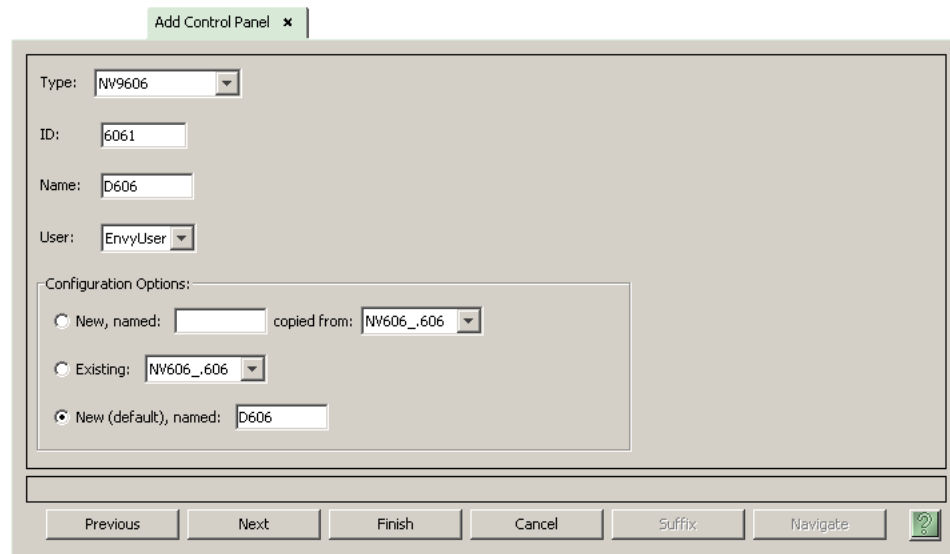 Add Control Panel ×
Type: NV9606
ID: 6061
Name: D606
User: EnvyUser
Configuration Options:
New, named: copied from: NV606_.606
Existing: NV606_.606
New (default), named: D606
Previous Next Finish Cancel Suffix Navigate ?